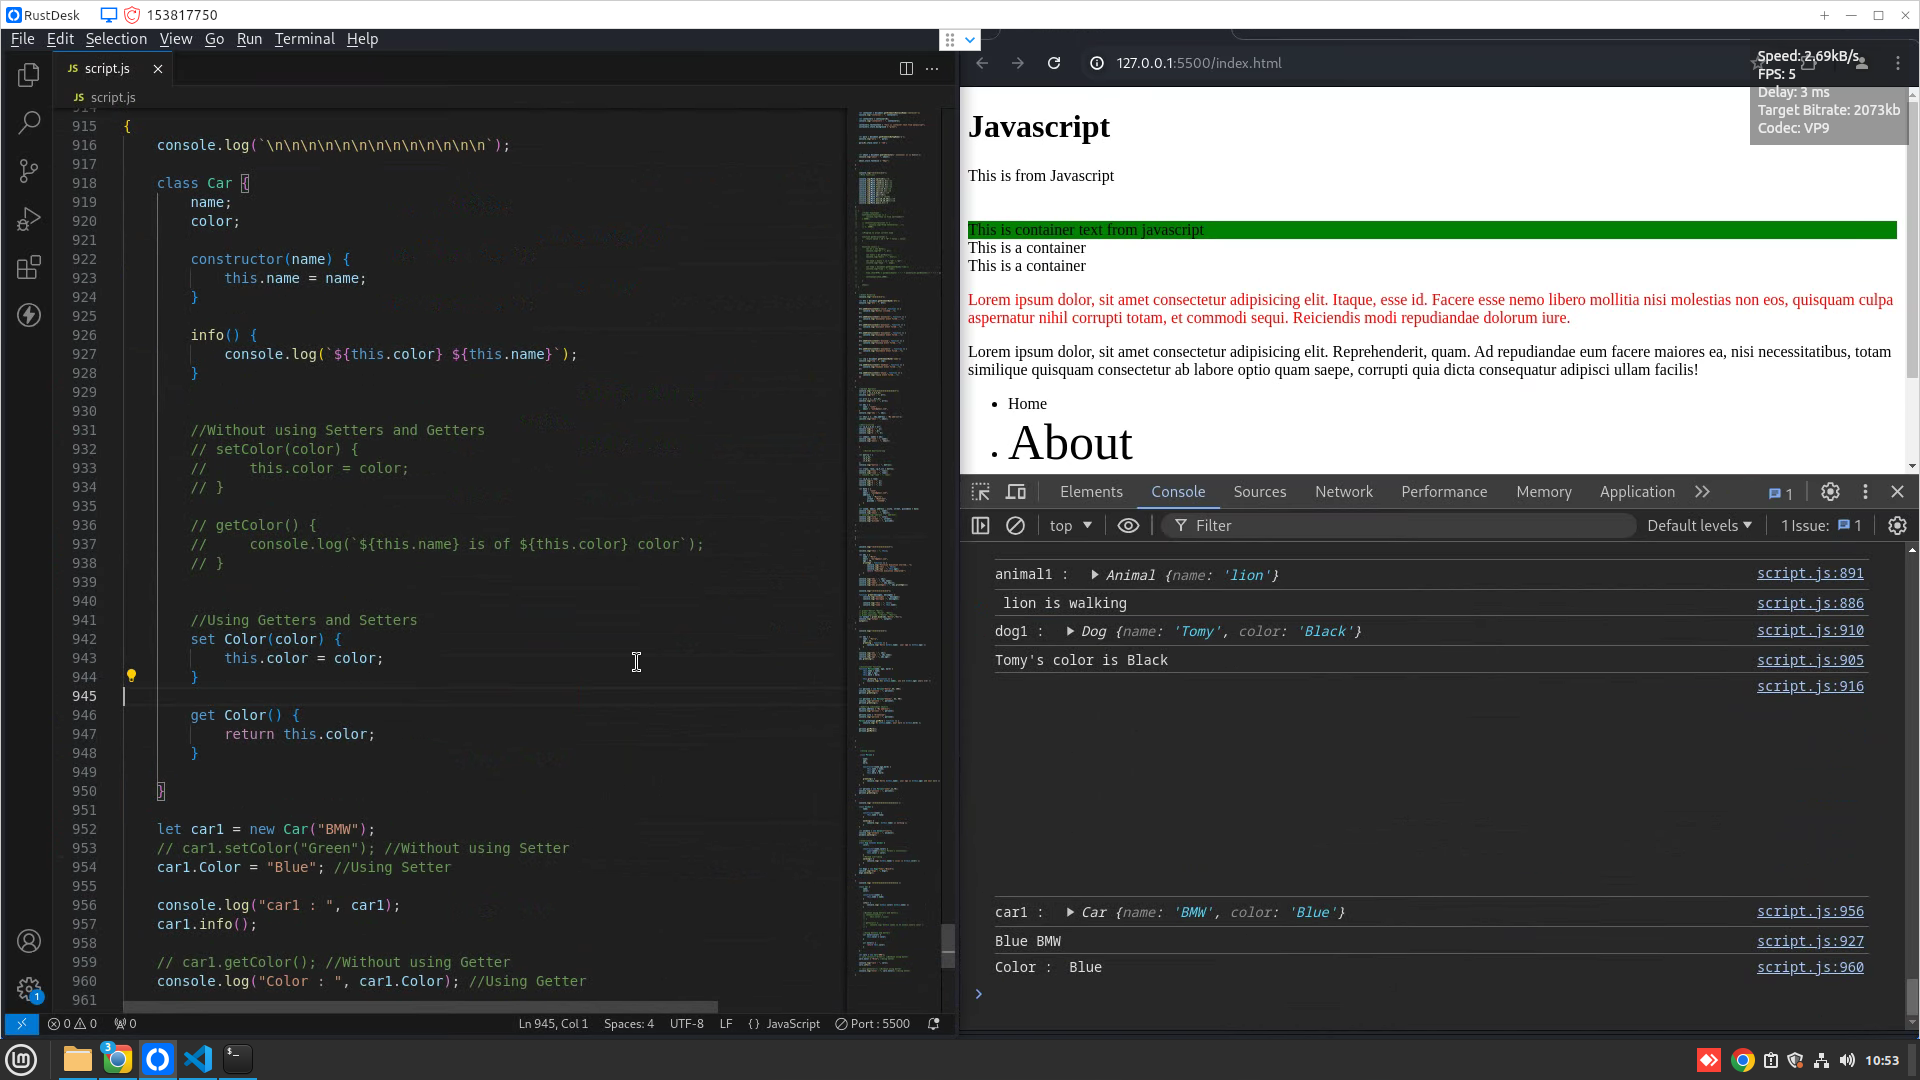 RustDesk 153817750
File Edit Selection View Go Run Terminal Help
JS script.js
JS script.js
915 {
916 console.log(`\n\n\n\n\n\n\n\n\n\n\n\n\n`);
917
918 class Car {
919 name;
920 color;
921
922 constructor(name) {
923 this.name = name;
924 }
925
926 info() {
927 console.log(`${this.color} ${this.name}`);
928 }
929
930
931 //Without using Setters and Getters
932 // setColor(color) {
933 // this.color = color;
934 // }
935
936 // getColor() {
937 // console.log(`${this.name} is of ${this.color} color`);
938 // }
939
940
941 //Using Getters and Setters
942 set Color(color) {
943 this.color = color;
944 }
945
946 get Color() {
947 return this.color;
948 }
949
950 }
951
952 let car1 = new Car("BMW");
953 // car1.setColor("Green"); //Without using Setter
954 car1.Color = "Blue"; //Using Setter
955
956 console.log("car1 : ", car1);
957 car1.info();
958
959 // car1.getColor(); //Without using Getter
960 console.log("Color : ", car1.Color); //Using Getter
961
0 0 0 Ln 945, Col 1 Spaces: 4 UTF-8 LF {} JavaScript Port : 5500
127.0.0.1:5500/index.html
Speed: 2.69kB/s
FPS: 5
Delay: 3 ms
Target Bitrate: 2073kb
Codec: VP9
Javascript
This is from Javascript
This is container text from javascript
This is a container
This is a container
Lorem ipsum dolor, sit amet consectetur adipisicing elit. Itaque, esse id. Facere esse nemo libero mollitia nisi molestias non eos, quisquam culpa
aspernatur nihil corrupti totam, et commodi sequi. Reiciendis modi repudiandae dolorum iure.
Lorem ipsum dolor, sit amet consectetur adipisicing elit. Reprehenderit, quam. Ad repudiandae eum facere maiores ea, nisi necessitatibus, totam
similique quisquam consectetur ab labore optio quam saepe, corrupti quia dicta consequatur adipisci ullam facilis!
Home
About
Elements Console Sources Network Performance Memory Application 1
top Filter Default levels 1 Issue: 1
animal1 : Animal {name: 'lion'} script.js:891
lion is walking script.js:886
dog1 : Dog {name: 'Tomy', color: 'Black'} script.js:910
Tomy's color is Black script.js:905
script.js:916
car1 : Car {name: 'BMW', color: 'Blue'} script.js:956
Blue BMW script.js:927
Color : Blue script.js:960
1
3
10:53